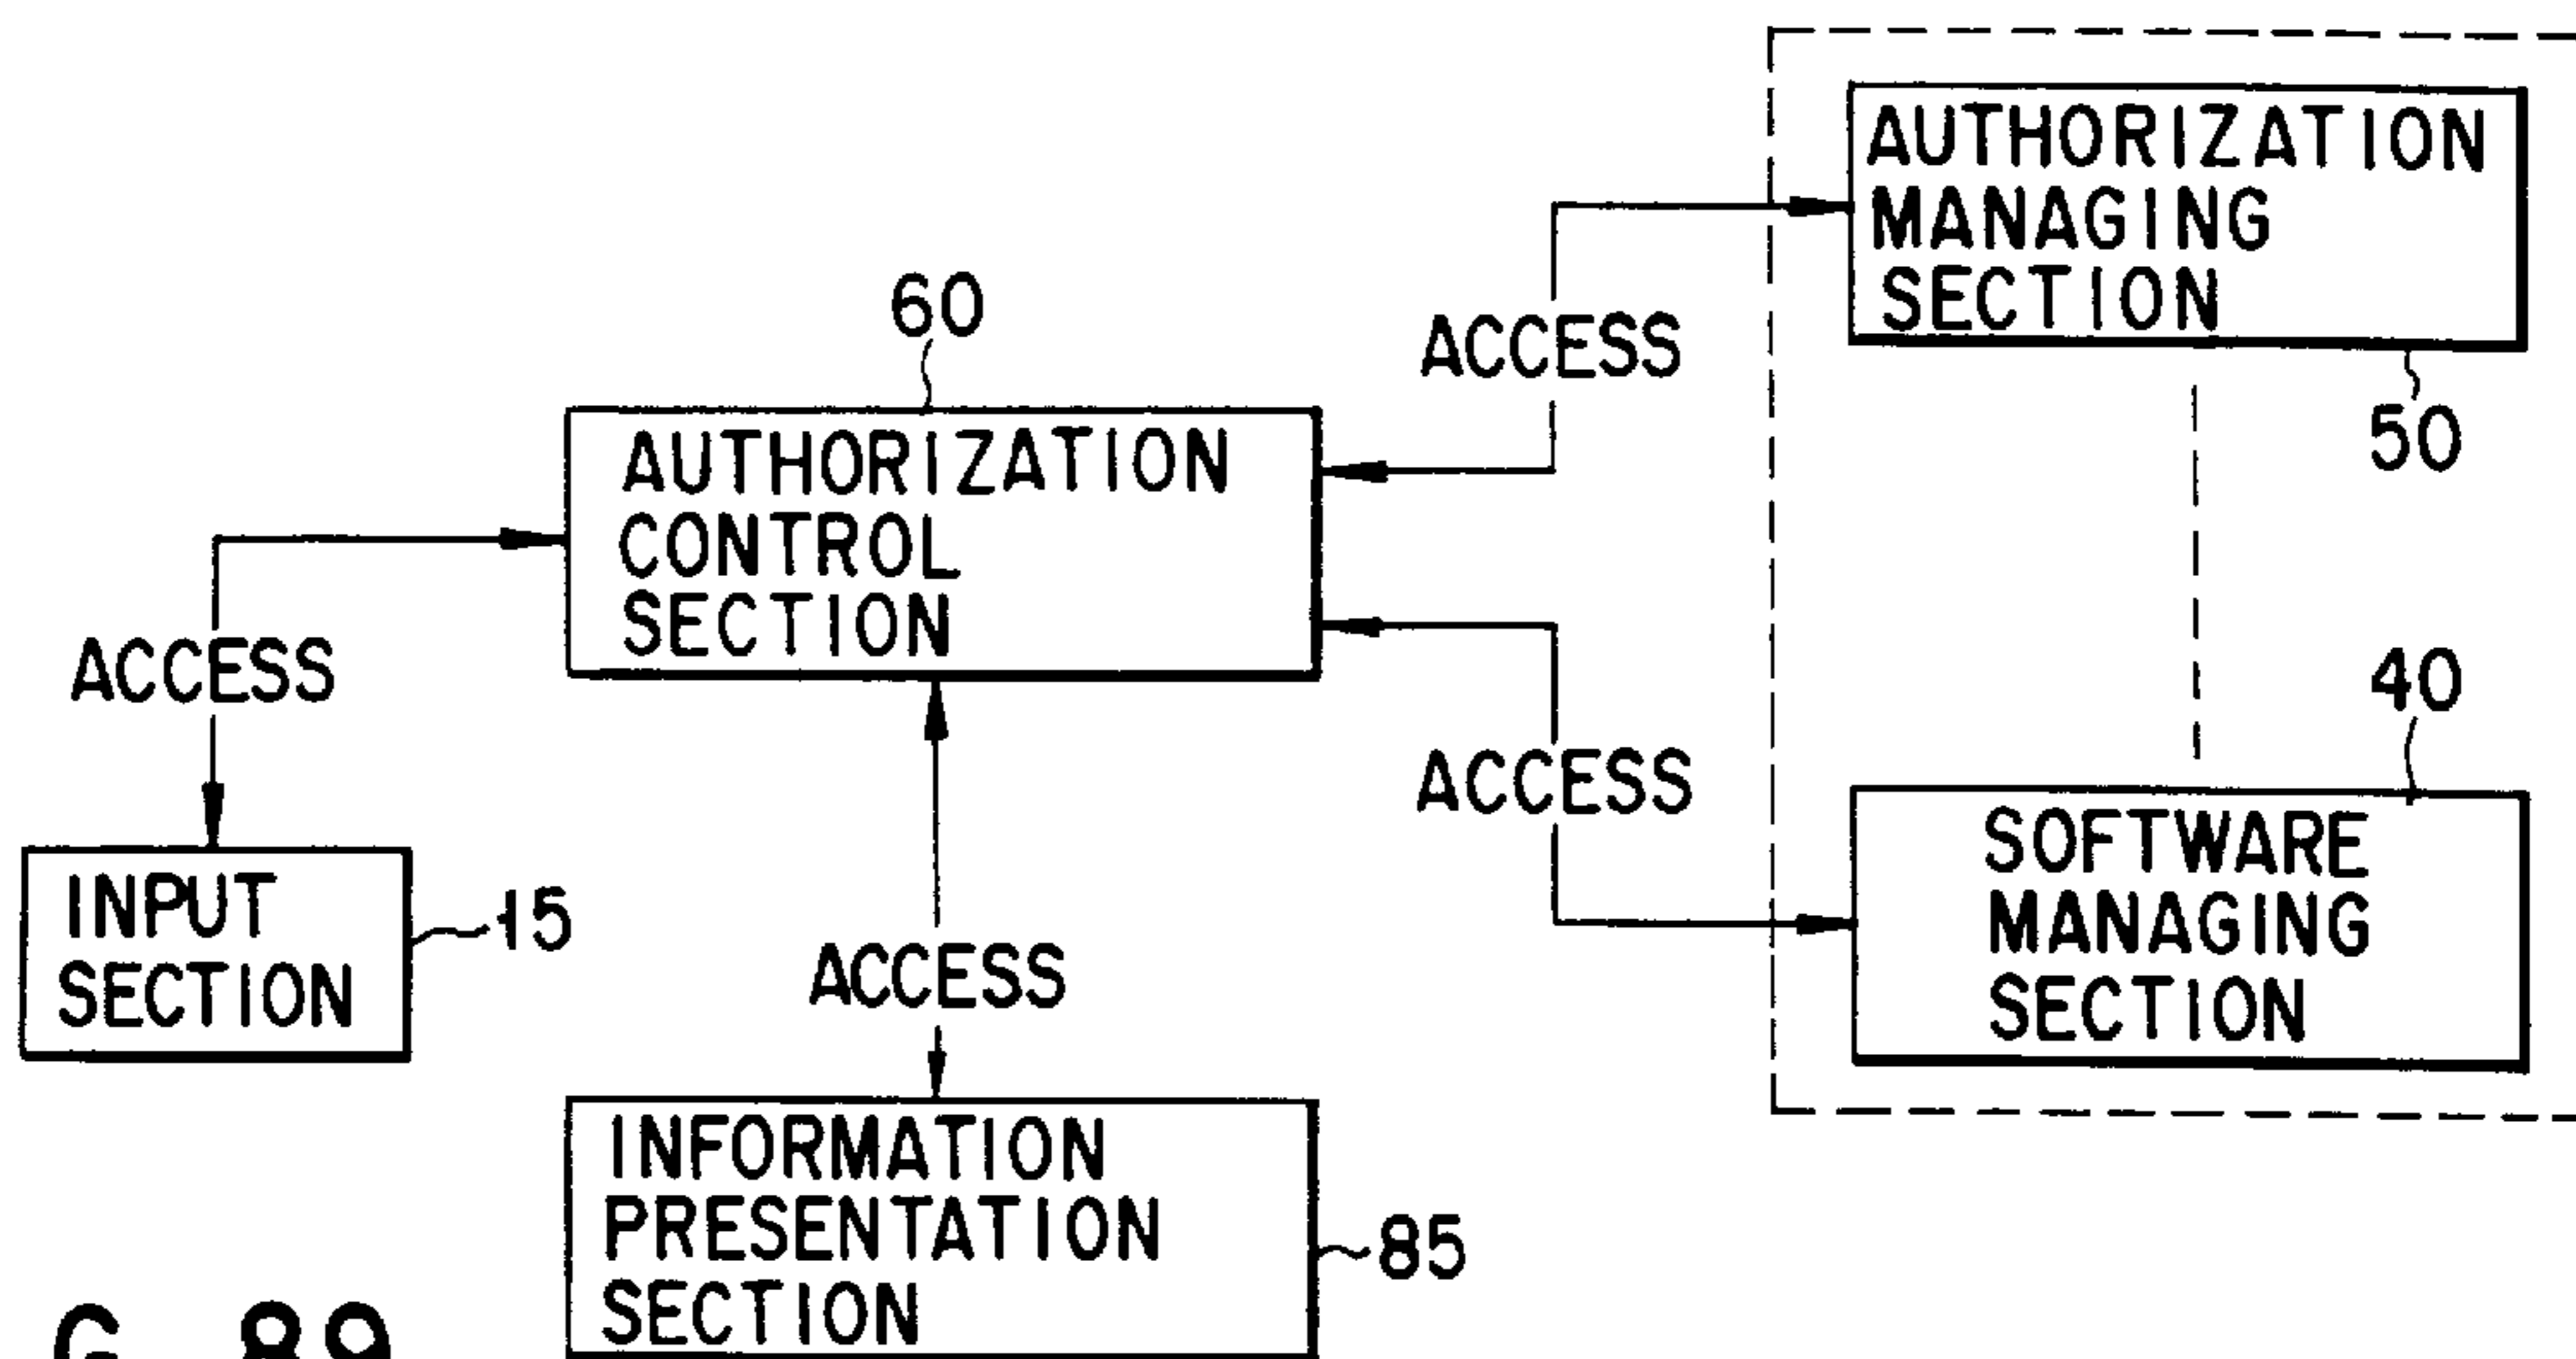 AUTHORIZATION
MANAGING
SECTION
50
60
ACCESS
AUTHORIZATION
CONTROL
SECTION
ACCESS
ACCESS
40
SOFTWARE
MANAGING
SECTION
INPUT
SECTION
15
ACCESS
INFORMATION
PRESENTATION
SECTION
85
G 89